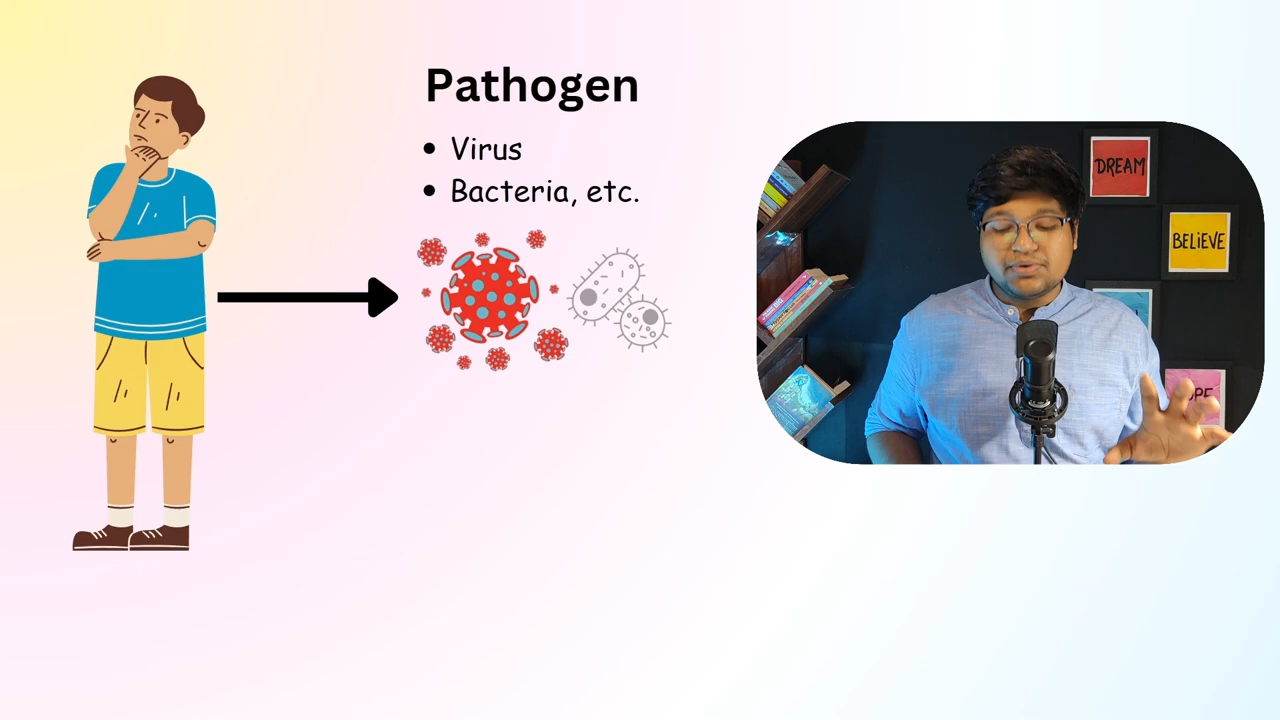 Pathogen
• Virus
• Bacteria, etc.
DREAM
BELiEVE